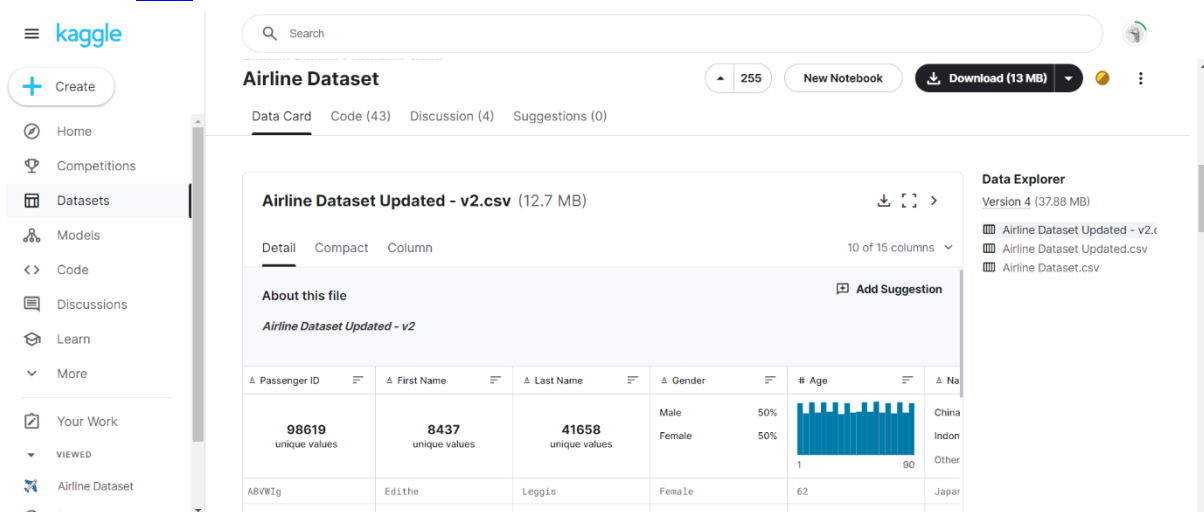 kaggle
Search
Create
Home
Competitions
Datasets
Models
Code
Discussions
Learn
More
Your Work
VIEWED
Airline Dataset
Airline Dataset
255
New Notebook
Download (13 MB)
Data Card Code (43) Discussion (4) Suggestions (0)
Airline Dataset Updated - v2.csv (12.7 MB)
Detail Compact Column
10 of 15 columns
About this file
Add Suggestion
Airline Dataset Updated - v2
Passenger ID First Name Last Name Gender # Age Na
98619
unique values
8437
unique values
41658
unique values
Male 50%
Female 50%
1 90
China
Indon
Other
ABVWIg Edithe Leggis Female 62 Japar
Data Explorer
Version 4 (37.88 MB)
Airline Dataset Updated - v2.c
Airline Dataset Updated.csv
Airline Dataset.csv